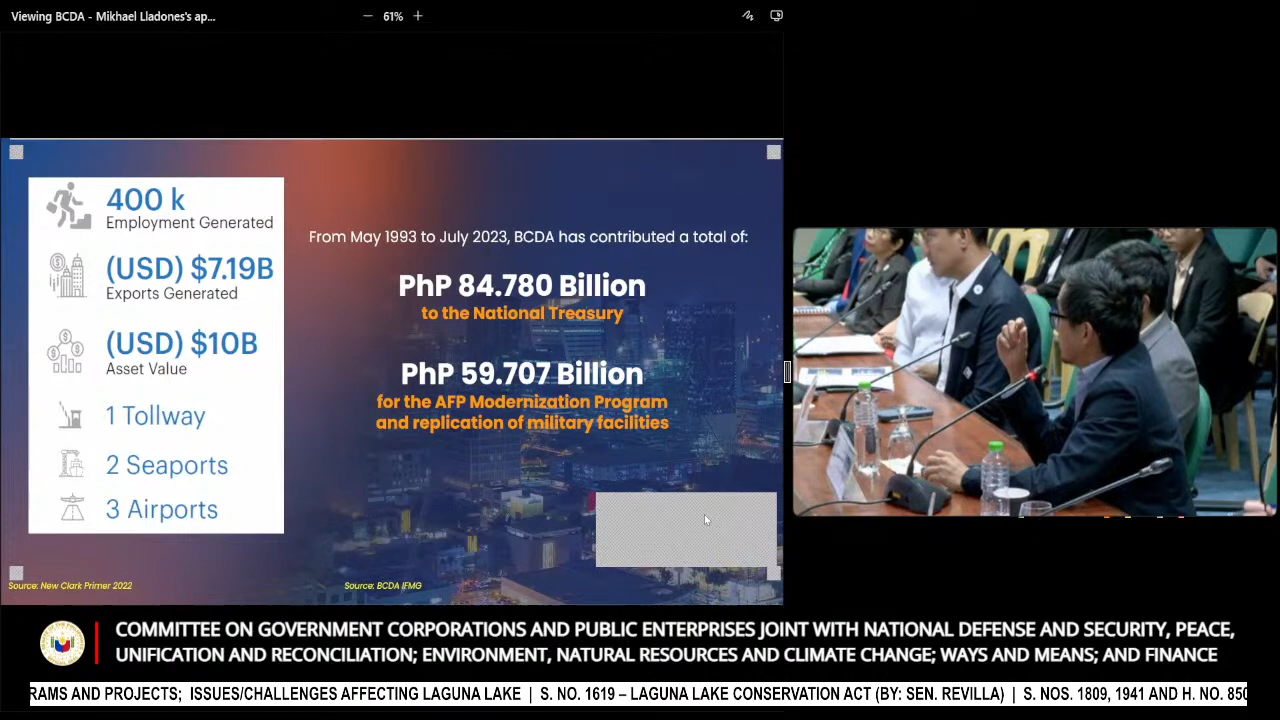 Viewing BCDA - Mikhael Lladones's ap...
61%
400 k
Employment Generated
(USD) $7.19B
Exports Generated
(USD) $10B
Asset Value
1 Tollway
2 Seaports
3 Airports
Source: New Clark Primer 2022
From May 1993 to July 2023, BCDA has contributed a total of:
PhP 84.780 Billion
to the National Treasury
PhP 59.707 Billion
for the AFP Modernization Program
and replication of military facilities
Source: BCDA IFMG
COMMITTEE ON GOVERNMENT CORPORATIONS AND PUBLIC ENTERPRISES JOINT WITH NATIONAL DEFENSE AND SECURITY, PEACE,
UNIFICATION AND RECONCILIATION; ENVIRONMENT, NATURAL RESOURCES AND CLIMATE CHANGE; WAYS AND MEANS; AND FINANCE
RAMS AND PROJECTS; ISSUES/CHALLENGES AFFECTING LAGUNA LAKE | S. NO. 1619 – LAGUNA LAKE CONSERVATION ACT (BY: SEN. REVILLA) | S. NOS. 1809, 1941 AND H. NO. 850